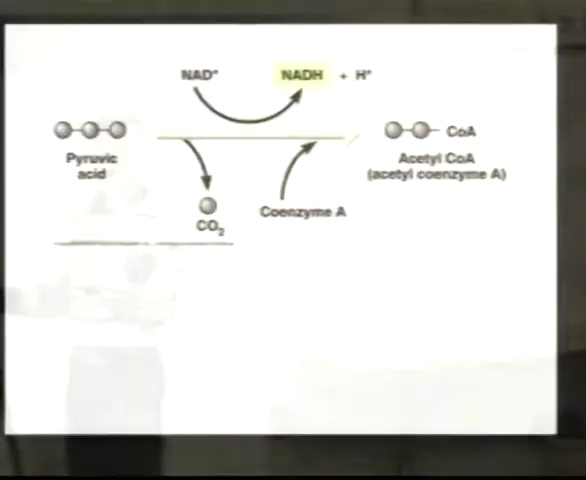 NAD⁺ NADH + H⁺
CoA
Pyruvic
acid
Acetyl CoA
(acetyl coenzyme A)
CO₂
Coenzyme A